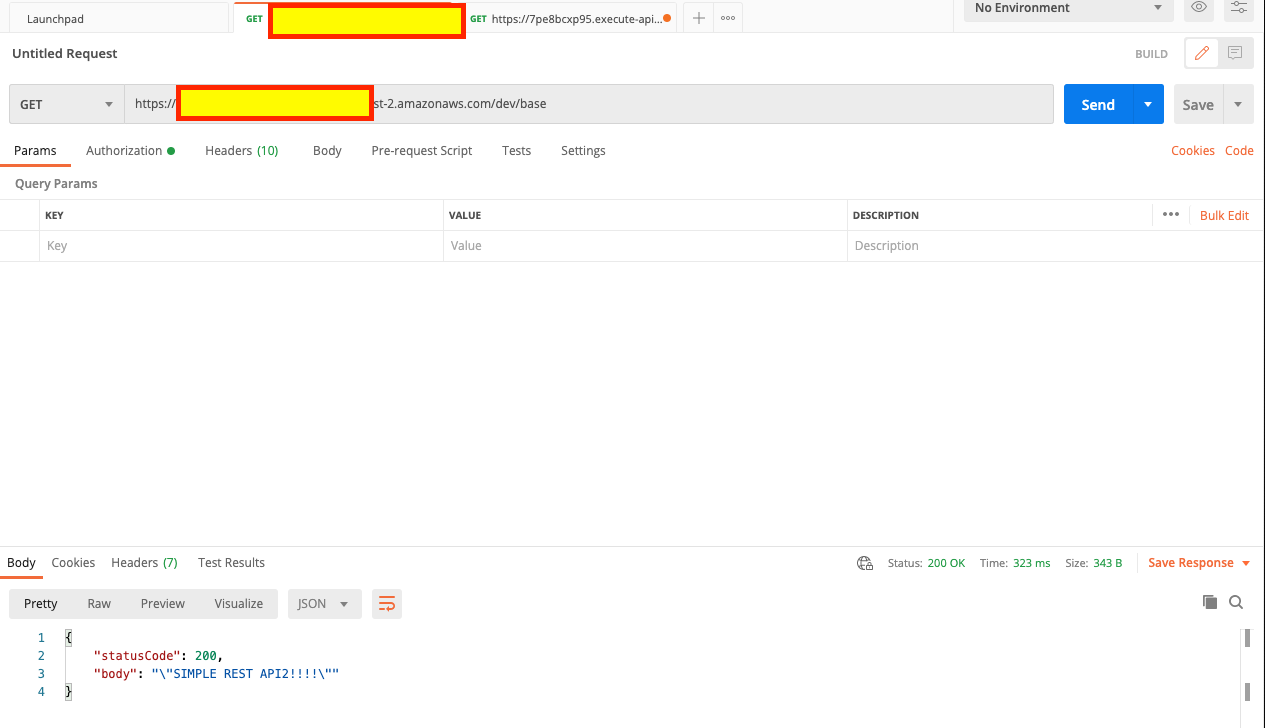 Launchpad
GET
GET https://7pe8bcxp95.execute-api...
No Environment
Untitled Request
BUILD
GET
https://
st-2.amazonaws.com/dev/base
Send
Save
Params Authorization Headers (10) Body Pre-request Script Tests Settings
Cookies Code
Query Params
KEY VALUE DESCRIPTION
Bulk Edit
Key Value Description
Body Cookies Headers (7) Test Results
Status: 200 OK Time: 323 ms Size: 343 B
Save Response
Pretty Raw Preview Visualize JSON
1 {
2 "statusCode": 200,
3 "body": "\"SIMPLE REST API2!!!!\""
4 }